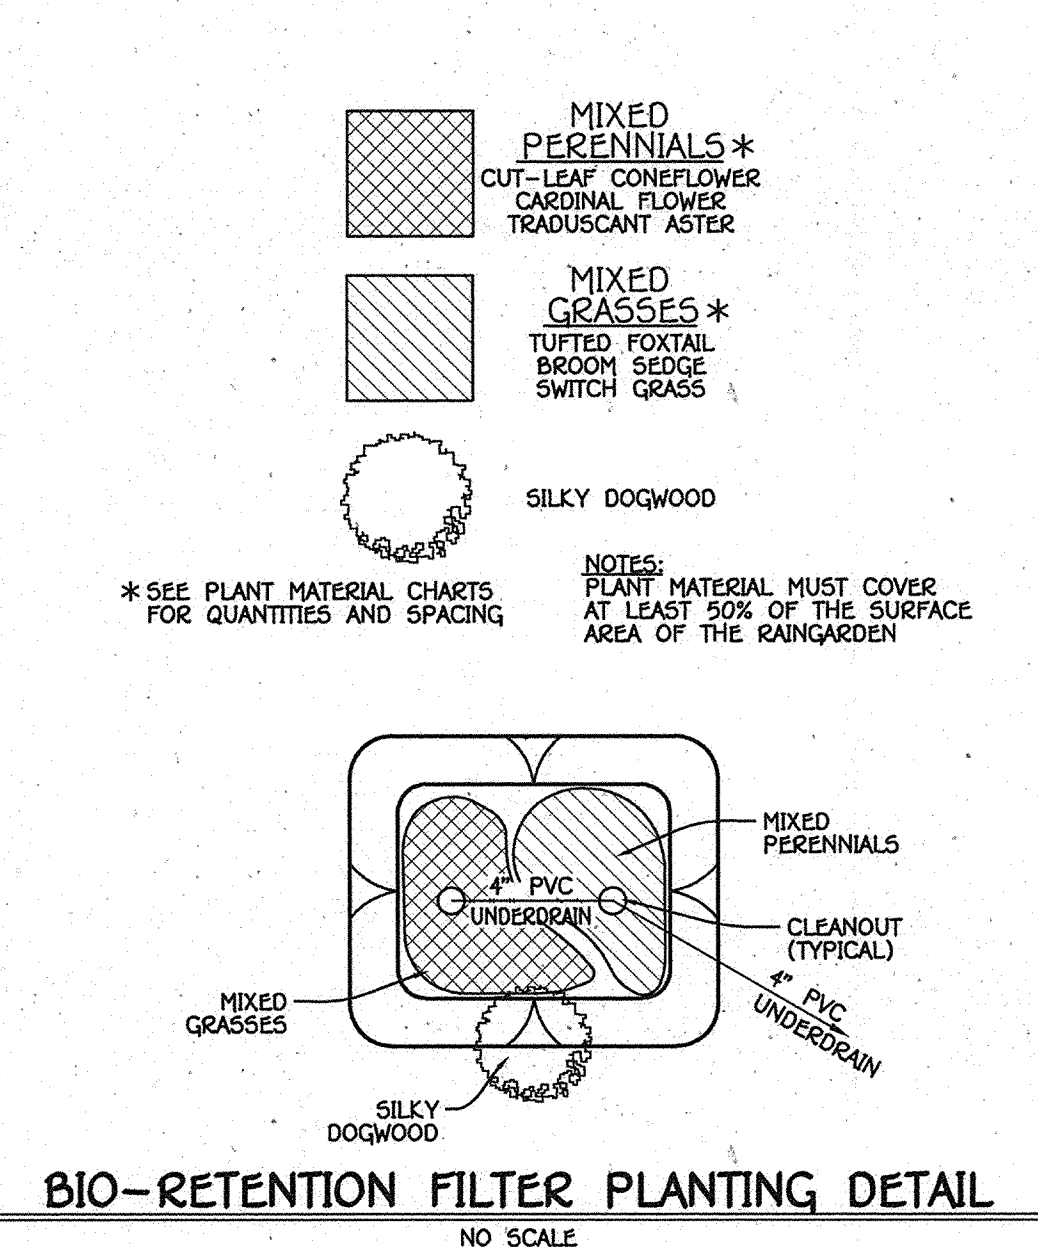 MIXED
PERENNIALS*
CUT-LEAF CONEFLOWER
CARDINAL FLOWER
TRADUSCANT ASTER
MIXED
GRASSES*
TUFTED FOXTAIL
BROOM SEDGE
SWITCH GRASS
SILKY DOGWOOD
* SEE PLANT MATERIAL CHARTS
FOR QUANTITIES AND SPACING
NOTES:
PLANT MATERIAL MUST COVER
AT LEAST 50% OF THE SURFACE
AREA OF THE RAINGARDEN
MIXED
PERENNIALS
4" PVC
UNDERDRAIN
CLEANOUT
(TYPICAL)
4" PVC
UNDERDRAIN
MIXED
GRASSES
SILKY
DOGWOOD
BIO-RETENTION FILTER PLANTING DETAIL
NO SCALE